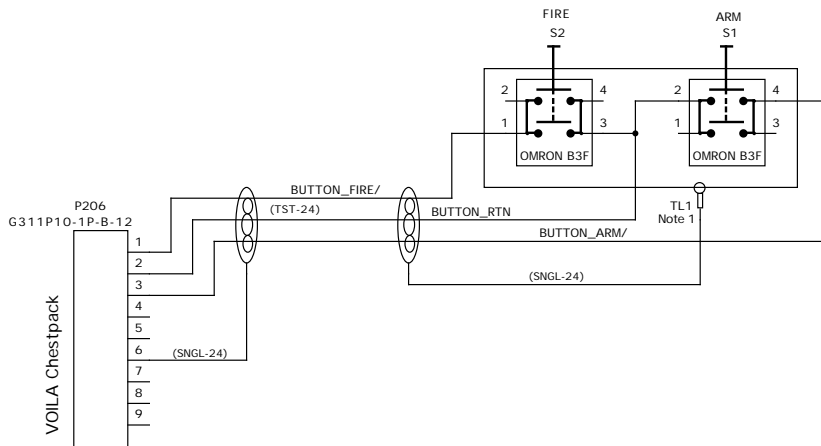 FIRE
S2
ARM
S1
2
4
1
3
OMRON B3F
2
4
1
3
OMRON B3F
BUTTON_FIRE/
(TST-24)
BUTTON_RTN
BUTTON_ARM/
TL1
Note 1
(SNGL-24)
P206
G311P10-1P-B-12
1
2
3
4
5
6
7
8
9
(SNGL-24)
VOILA Chestpack